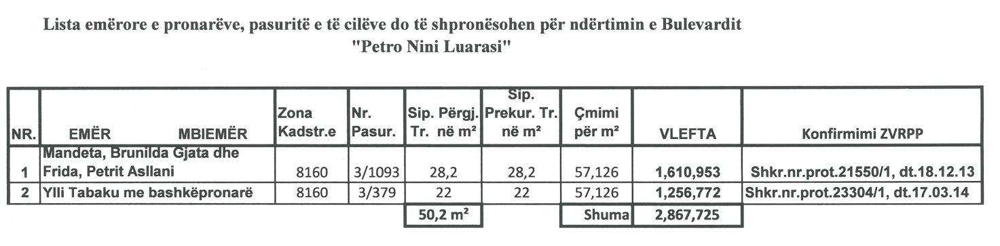 Lista emërore e pronarëve, pasuritë e të cilëve do të shpronësohen për ndërtimin e Bulevardit
"Petro Nini Luarasi"
NR. EMËR MBIEMËR Zona Kadstr.e Nr. Pasur. Sip. Përgj. Tr. në m² Sip. Prekur. Tr. në m² Çmimi për m² VLEFTA Konfirmimi ZVRPP
1 Mandeta, Brunilda Gjata dhe Frida, Petrit Asllani 8160 3/1093 28,2 28,2 57,126 1,610,953 Shkr.nr.prot.21550/1, dt.18.12.13
2 Ylli Tabaku me bashkëpronarë 8160 3/379 22 22 57,126 1,256,772 Shkr.nr.prot.23304/1, dt.17.03.14
50,2 m² Shuma 2,867,725